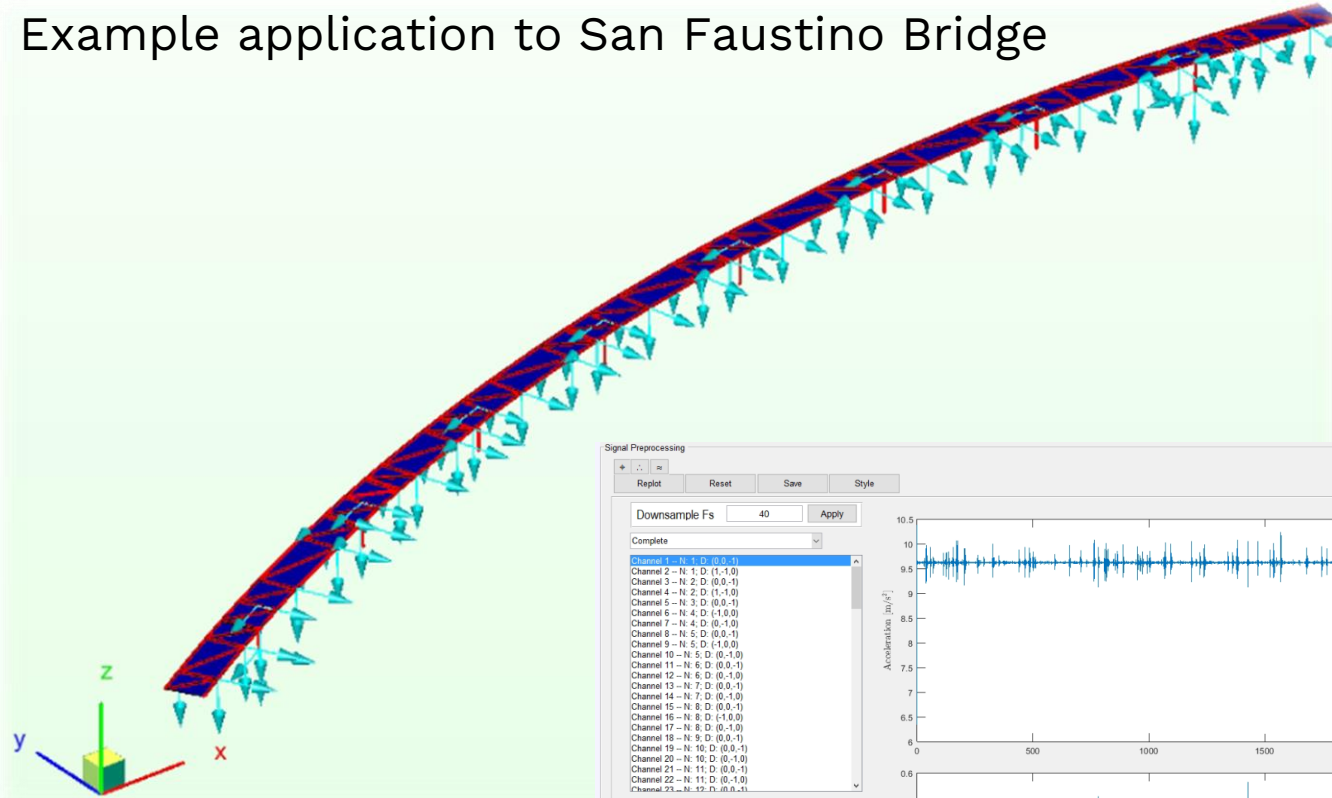 Example application to San Faustino Bridge
z
y
x
Signal Preprocessing
Replot Reset Save Style
Downsample Fs 40 Apply
Complete
Channel 1 -- N: 1; D: (0,0,-1)
Channel 2 -- N: 1; D: (1,-1,0)
Channel 3 -- N: 2; D: (0,0,-1)
Channel 4 -- N: 2; D: (1,-1,0)
Channel 5 -- N: 3; D: (0,0,-1)
Channel 6 -- N: 4; D: (-1,0,0)
Channel 7 -- N: 4; D: (0,-1,0)
Channel 8 -- N: 5; D: (0,0,-1)
Channel 9 -- N: 5; D: (-1,0,0)
Channel 10 -- N: 5; D: (0,-1,0)
Channel 11 -- N: 6; D: (0,0,-1)
Channel 12 -- N: 6; D: (0,-1,0)
Channel 13 -- N: 7; D: (0,0,-1)
Channel 14 -- N: 7; D: (0,-1,0)
Channel 15 -- N: 8; D: (0,0,-1)
Channel 16 -- N: 8; D: (-1,0,0)
Channel 17 -- N: 8; D: (0,-1,0)
Channel 18 -- N: 9; D: (0,0,-1)
Channel 19 -- N: 10; D: (0,0,-1)
Channel 20 -- N: 10; D: (0,-1,0)
Channel 21 -- N: 11; D: (0,0,-1)
Channel 22 -- N: 11; D: (0,-1,0)
Channel 23 -- N: 12; D: (0,0,-1)
Acceleration [m/s²]
10.5
10
9.5
9
8.5
8
7.5
7
6.5
6
0 500 1000 1500
0.6